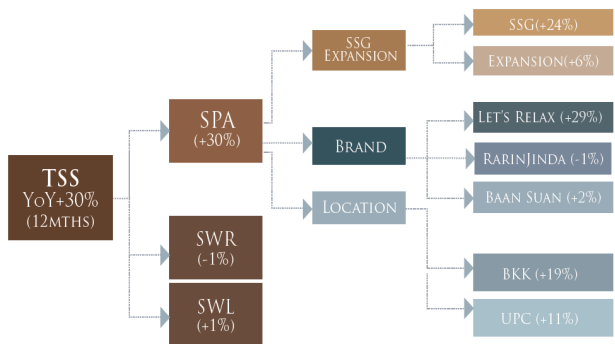 TSS
YoY+30%
(12MTHS)
SPA
(+30%)
SWR
(-1%)
SWL
(+1%)
SSG
EXPANSION
BRAND
LOCATION
SSG(+24%)
EXPANSION(+6%)
LET'S RELAX (+29%)
RARINJINDA (-1%)
BAAN SUAN (+2%)
BKK (+19%)
UPC (+11%)